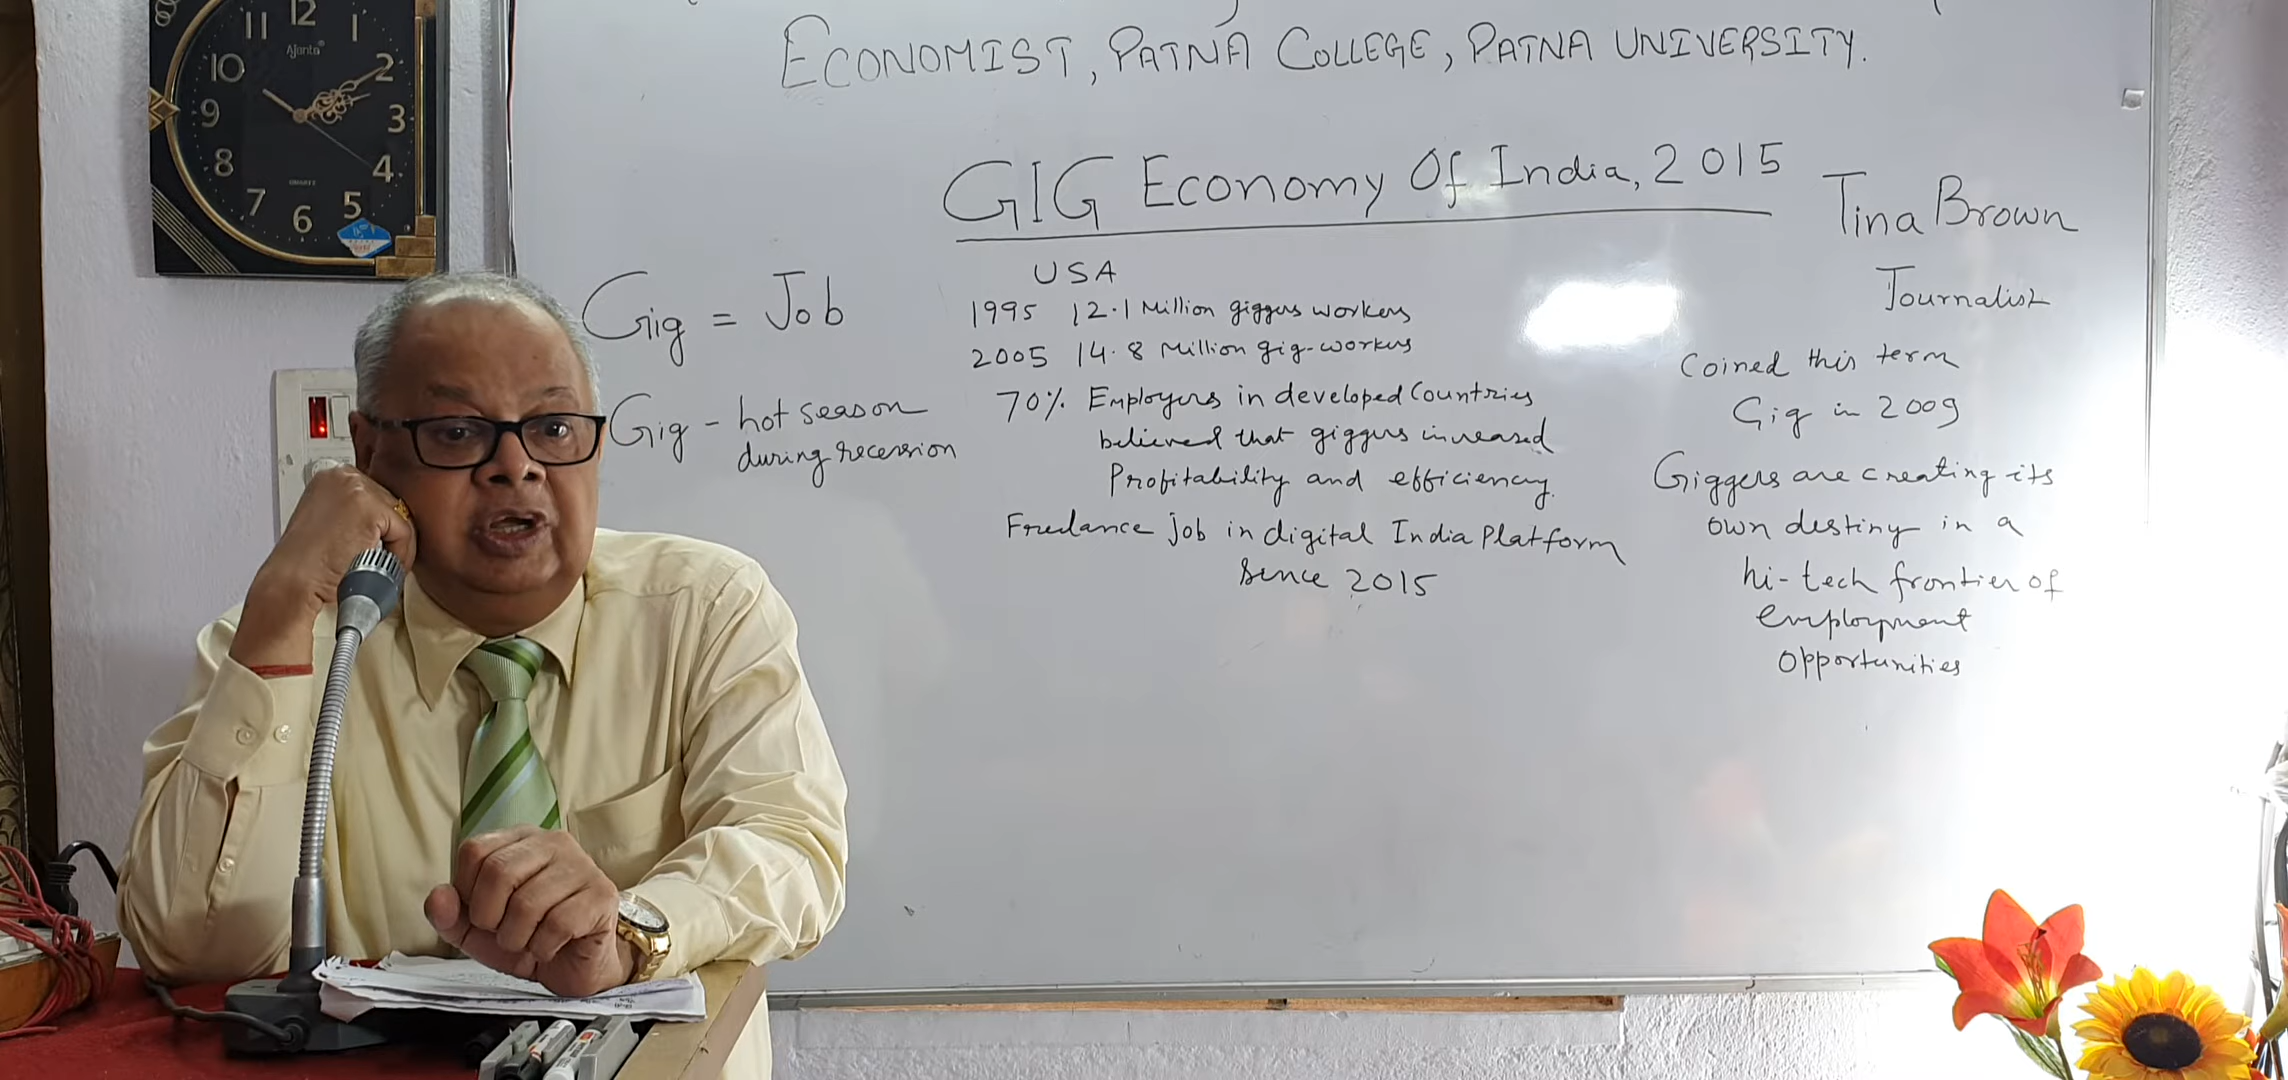 ECONOMIST, PATNA COLLEGE, PATNA UNIVERSITY.
GIG Economy Of India, 2015
Gig = Job
Gig - hot season
during recession
USA
1995 12.1 Million giggers workers
2005 14.8 Million gig-workers
70% Employers in developed Countries
believed that giggers increased
Profitability and efficiency.
Freelance job in digital India Platform
Since 2015
Tina Brown
Journalist
Coined this term
Gig in 2009
Giggers are creating its
own destiny in a
hi-tech frontier of
employment
opportunities
12
1
2
3
4
5
6
7
8
9
10
11
Ajanta
QUARTZ